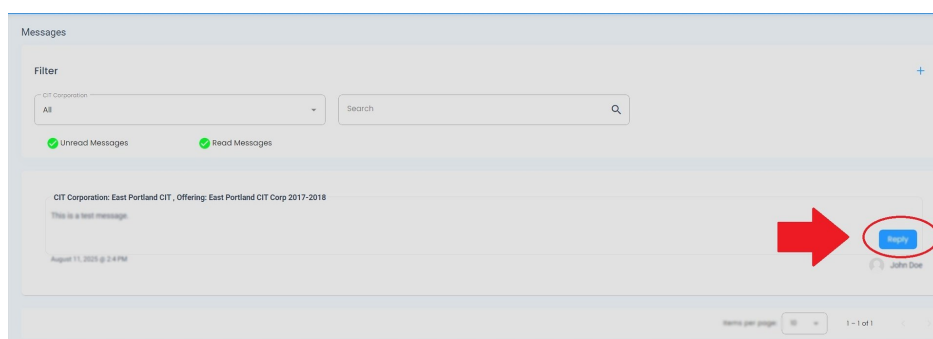 Messages
Filter
+
CIT Corporation
All
Search
Unread Messages
Read Messages
CIT Corporation: East Portland CIT , Offering: East Portland CIT Corp 2017-2018
This is a test message.
Reply
August 11, 2025 @ 2:4 PM
John Doe
Items per page: 10
1 – 1 of 1